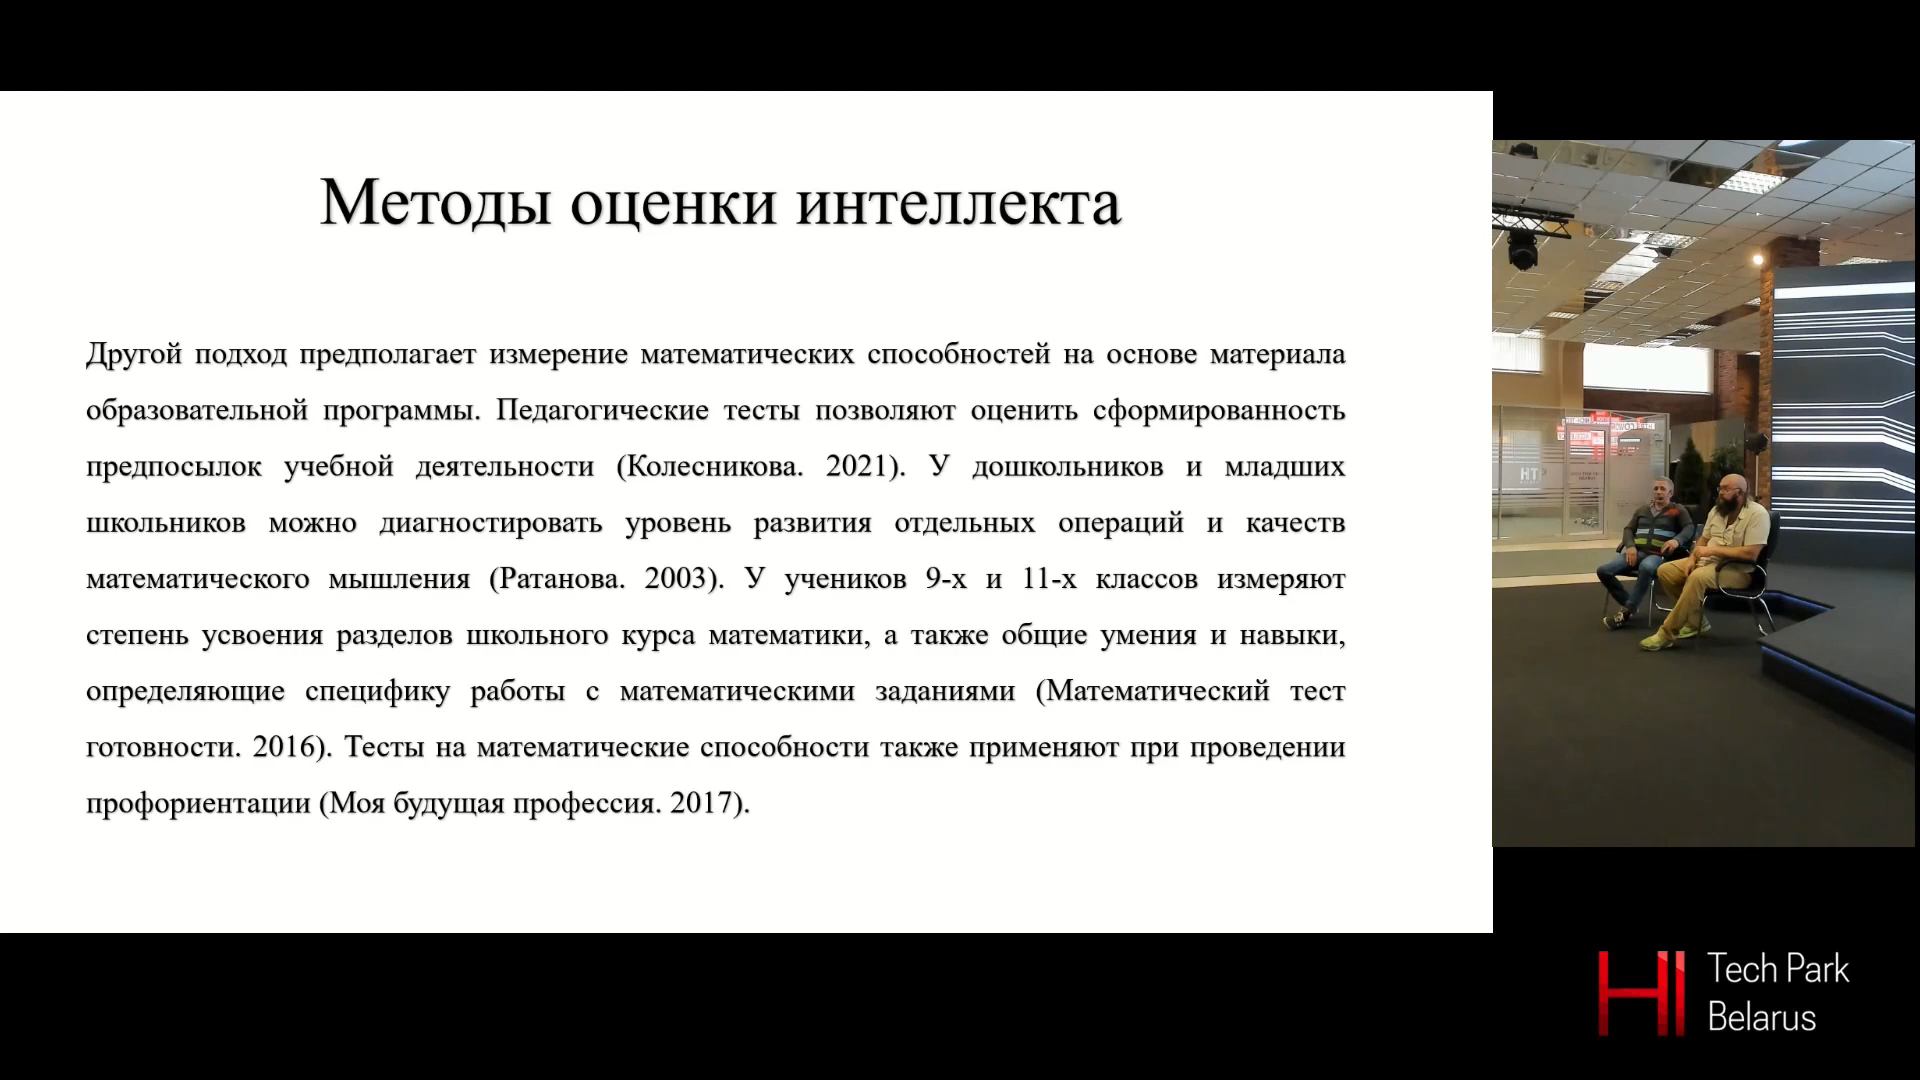 Методы оценки интеллекта
Другой подход предполагает измерение математических способностей на основе материала
образовательной программы. Педагогические тесты позволяют оценить сформированность
предпосылок учебной деятельности (Колесникова. 2021). У дошкольников и младших
школьников можно диагностировать уровень развития отдельных операций и качеств
математического мышления (Ратанова. 2003). У учеников 9-х и 11-х классов измеряют
степень усвоения разделов школьного курса математики, а также общие умения и навыки,
определяющие специфику работы с математическими заданиями (Математический тест
готовности. 2016). Тесты на математические способности также применяют при проведении
профориентации (Моя будущая профессия. 2017).
HI Tech Park
Belarus